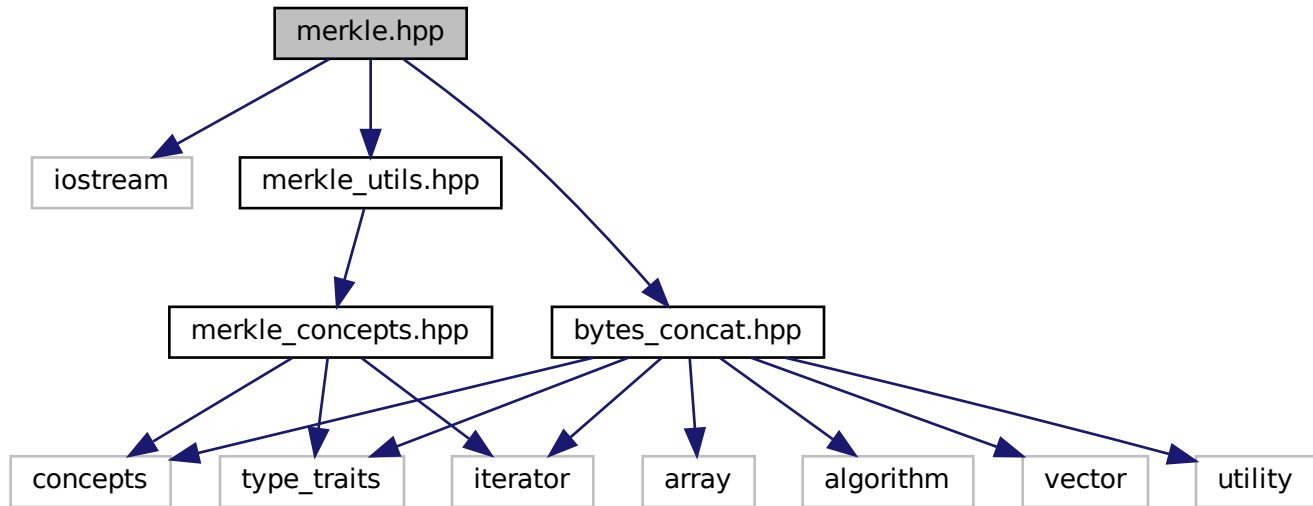 merkle.hpp
iostream
merkle_utils.hpp
merkle_concepts.hpp
bytes_concat.hpp
concepts
type_traits
iterator
array
algorithm
vector
utility